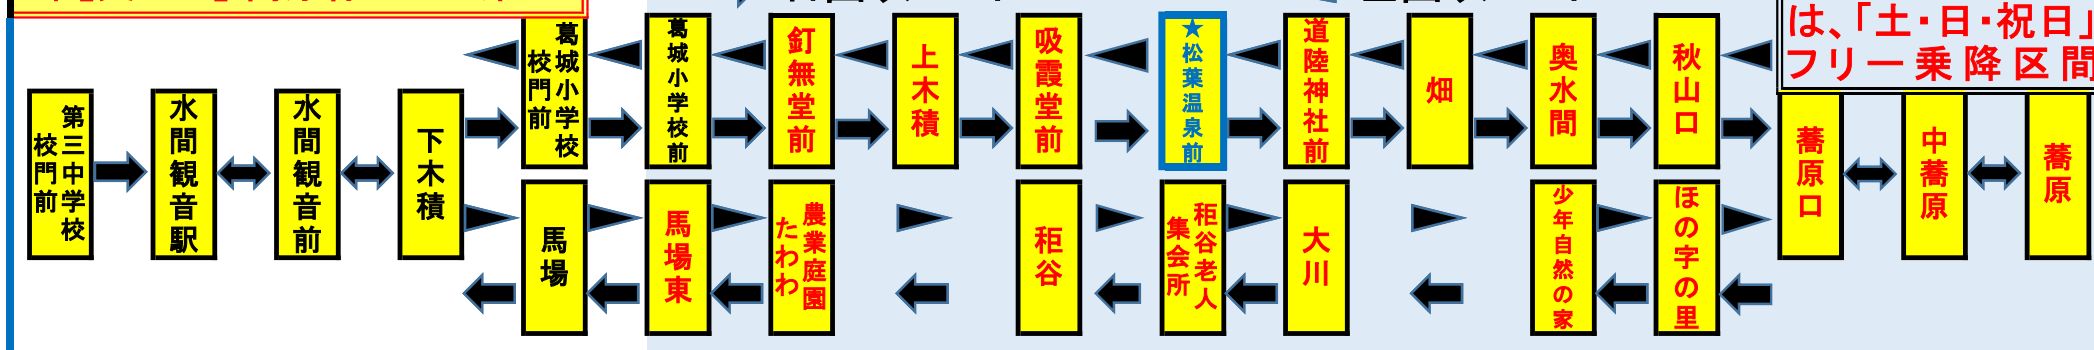 は、「土・日・祝日」
フリー乗降区間
葛城小学校
校門前
葛城小学校前
釘無堂前
上木積
吸霞堂前
★松葉温泉前
道陸神社前
畑
奥水間
秋山口
第三中学校
校門前
水間観音駅
水間観音前
下木積
蕎原口
中蕎原
蕎原
馬場
馬場東
農業庭園
たわわ
秬谷
秬谷老人
集会所
大川
少年自然の家
ほの字の里